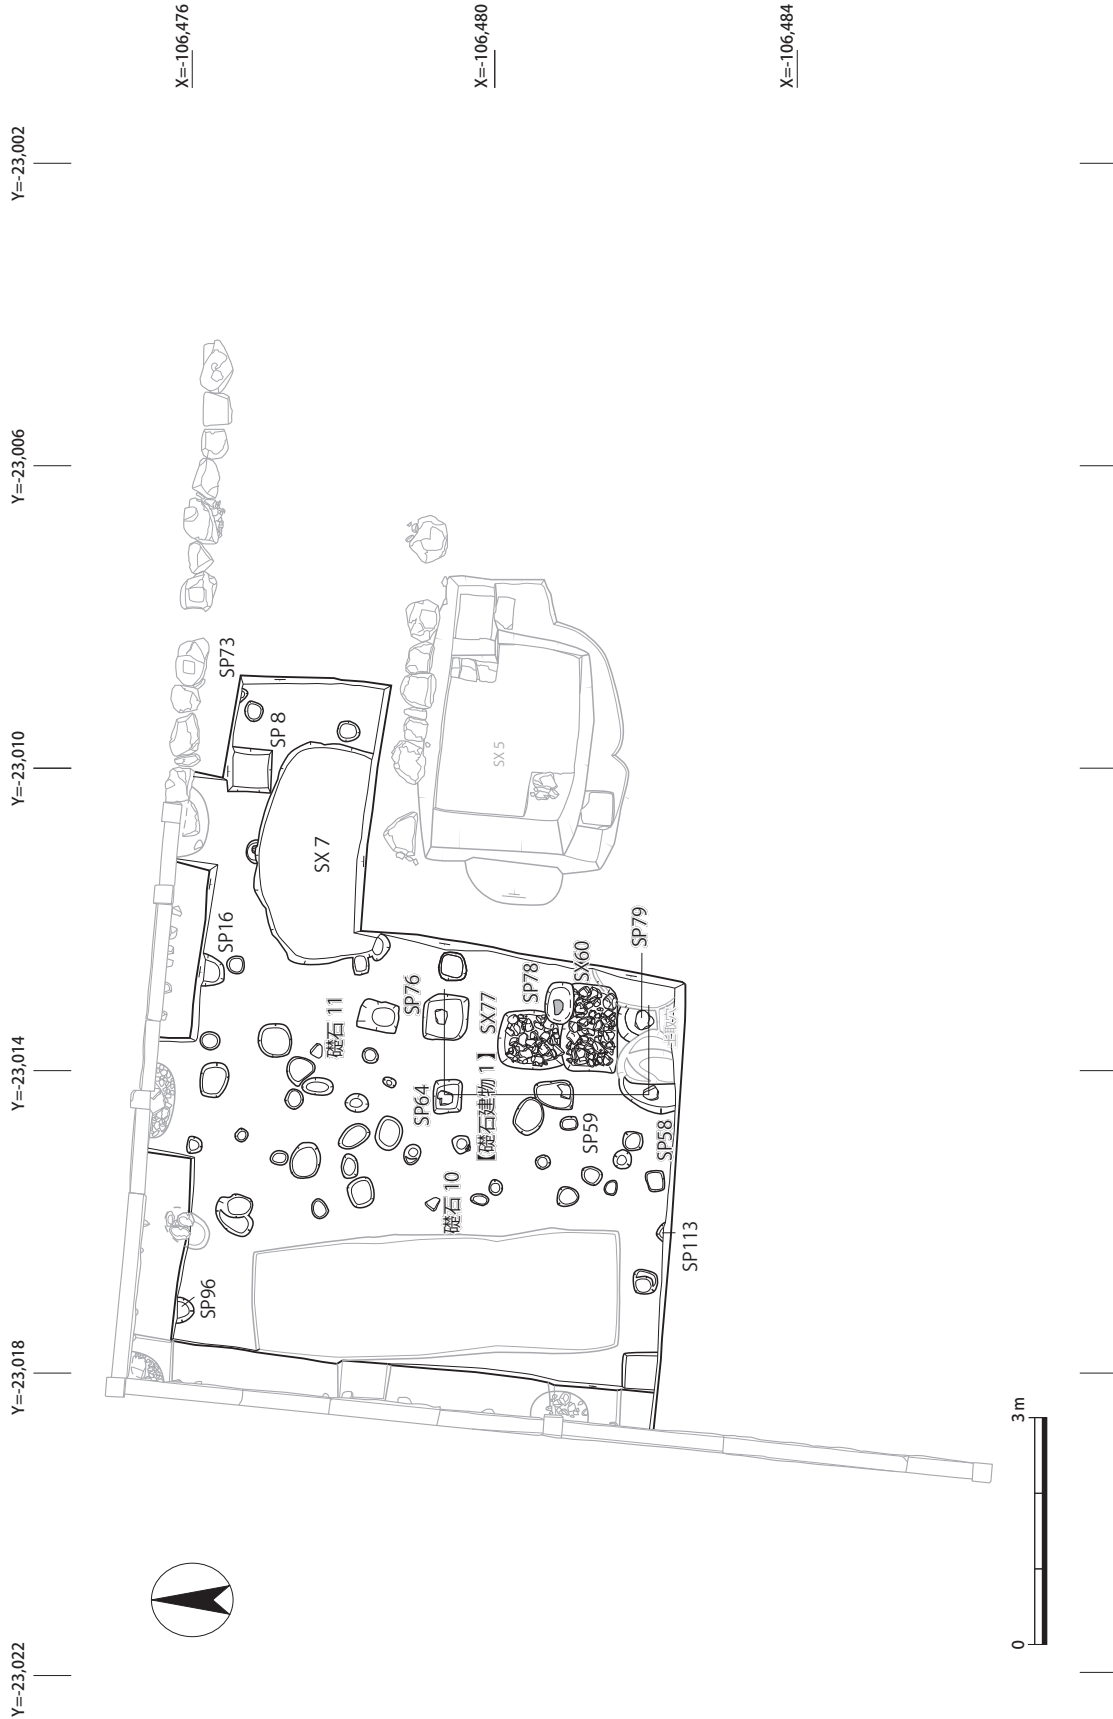 X=-106,476
X=-106,480
X=-106,484
Y=-23,002
Y=-23,006
Y=-23,010
Y=-23,014
Y=-23,018
Y=-23,022
SP73
SP 8
SX 7
SX 5
SP16
SP79
SX60
SP78
SX77
SP76
礎石 11
SP64
【礎石建物 1】
SP59
SP58
礎石 10
SP113
SP96
0
3m